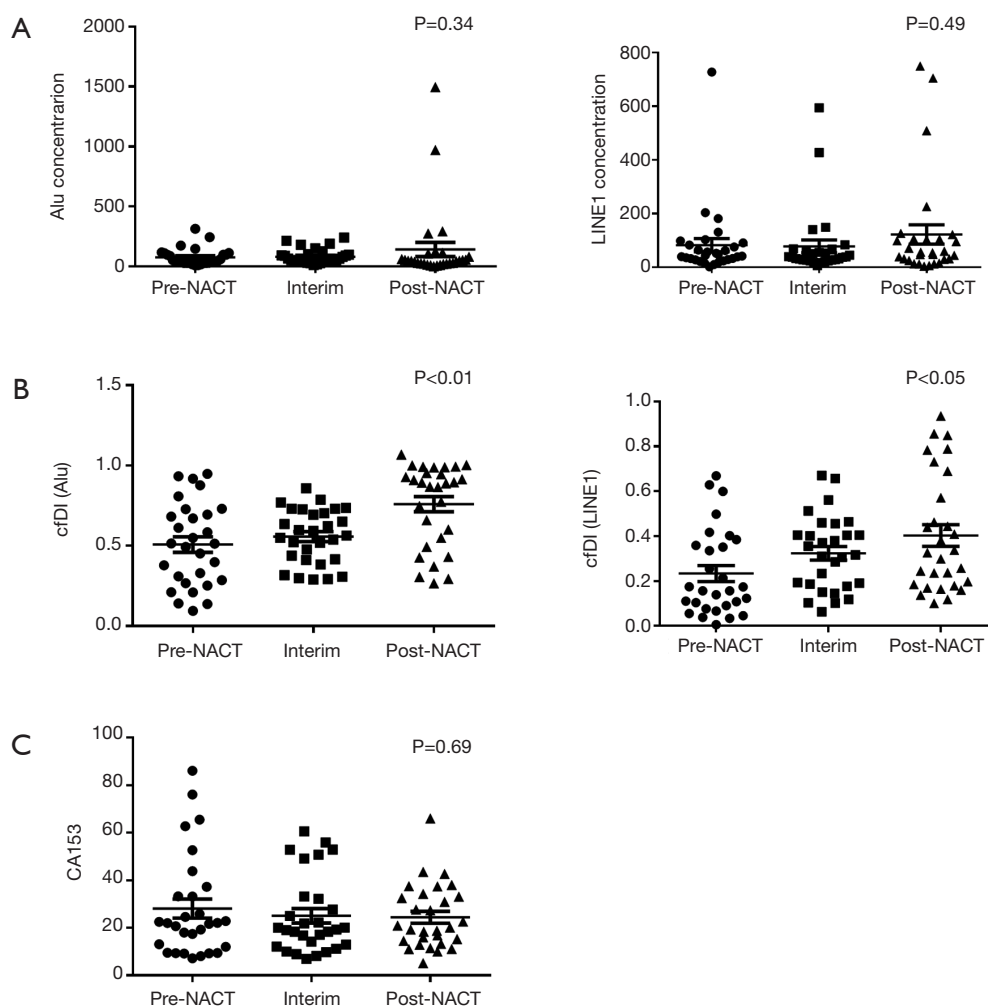 A
P=0.34
2000
1500
1000
500
0
Alu concentrarion
Pre-NACT Interim Post-NACT
P=0.49
800
600
400
200
0
LINE1 concentration
Pre-NACT Interim Post-NACT
B
P<0.01
1.5
1.0
0.5
0.0
cfDI (Alu)
Pre-NACT Interim Post-NACT
P<0.05
1.0
0.8
0.6
0.4
0.2
0.0
cfDI (LINE1)
Pre-NACT Interim Post-NACT
C
P=0.69
100
80
60
40
20
0
CA153
Pre-NACT Interim Post-NACT